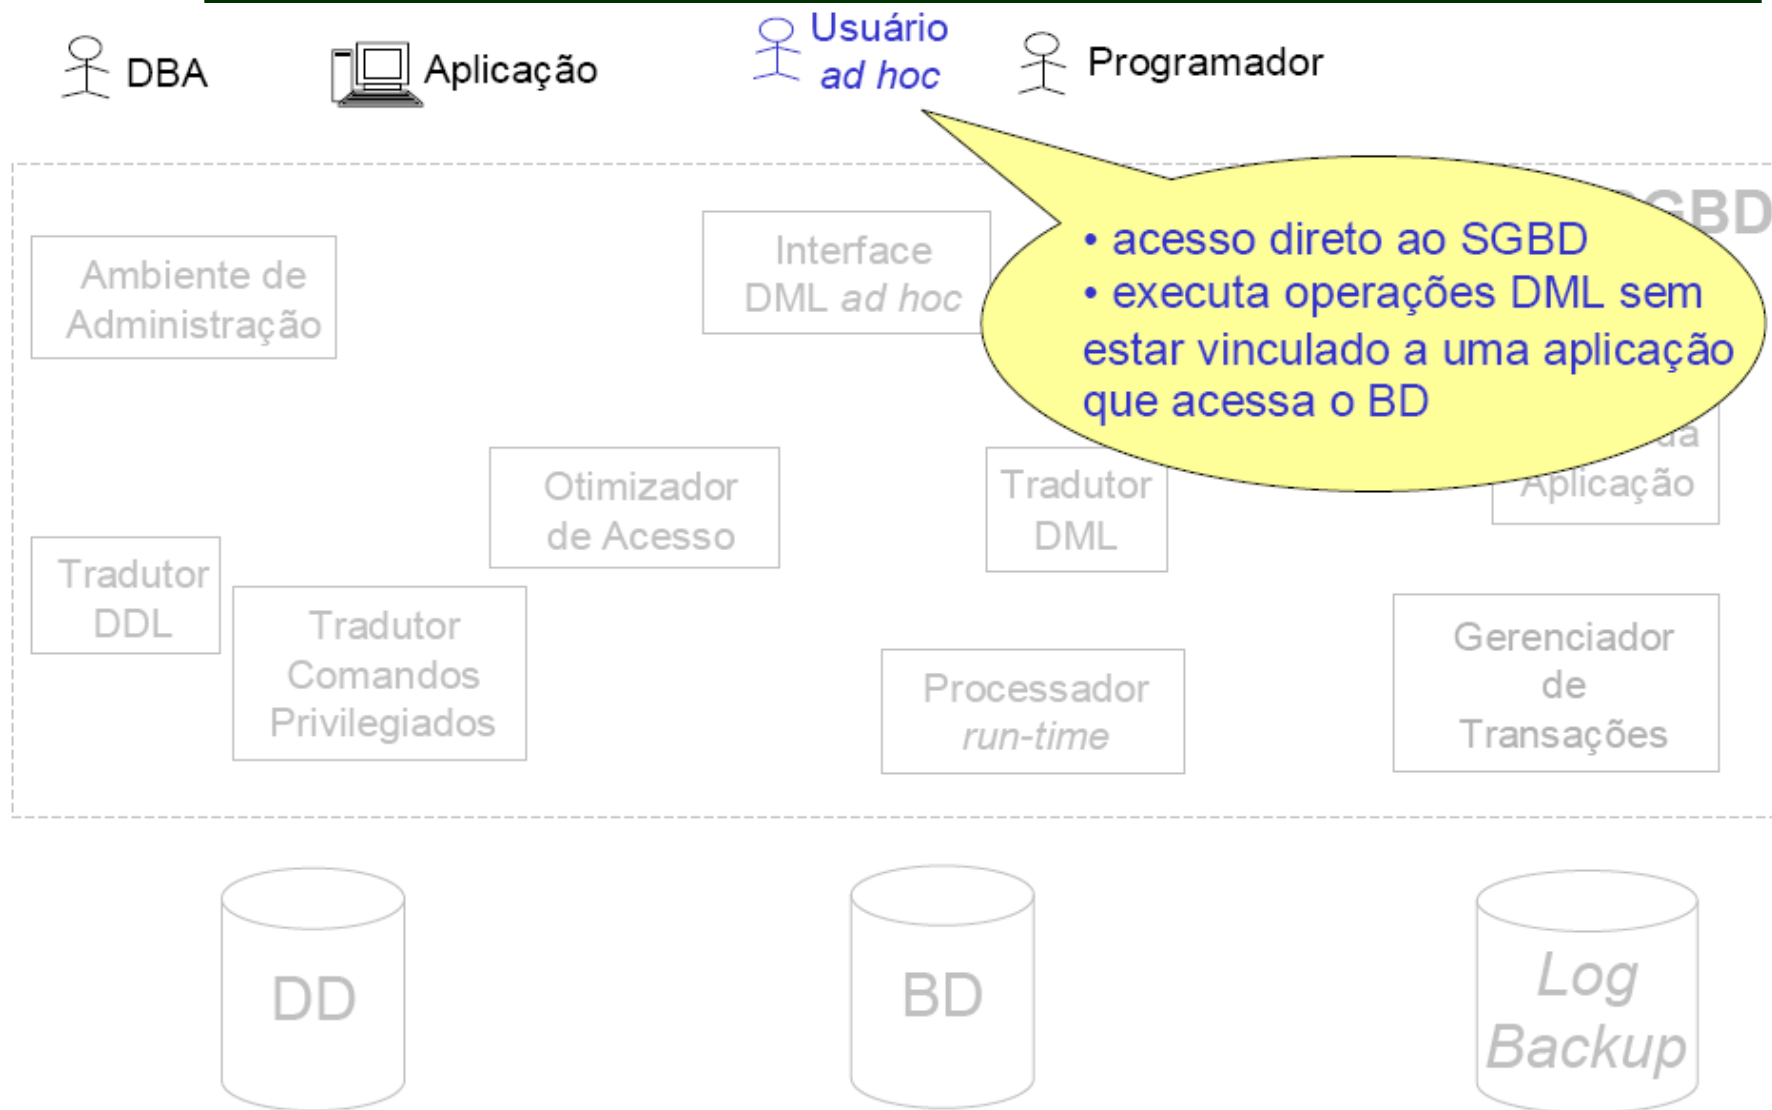 DBA
Aplicação
Usuário
ad hoc
Programador
GBD
• acesso direto ao SGBD
• executa operações DML sem
estar vinculado a uma aplicação
que acessa o BD
Ambiente de
Administração
Interface
DML ad hoc
Otimizador
de Acesso
Tradutor
DML
Aplicação
Tradutor
DDL
Tradutor
Comandos
Privilegiados
Processador
run-time
Gerenciador
de
Transações
DD
BD
Log
Backup